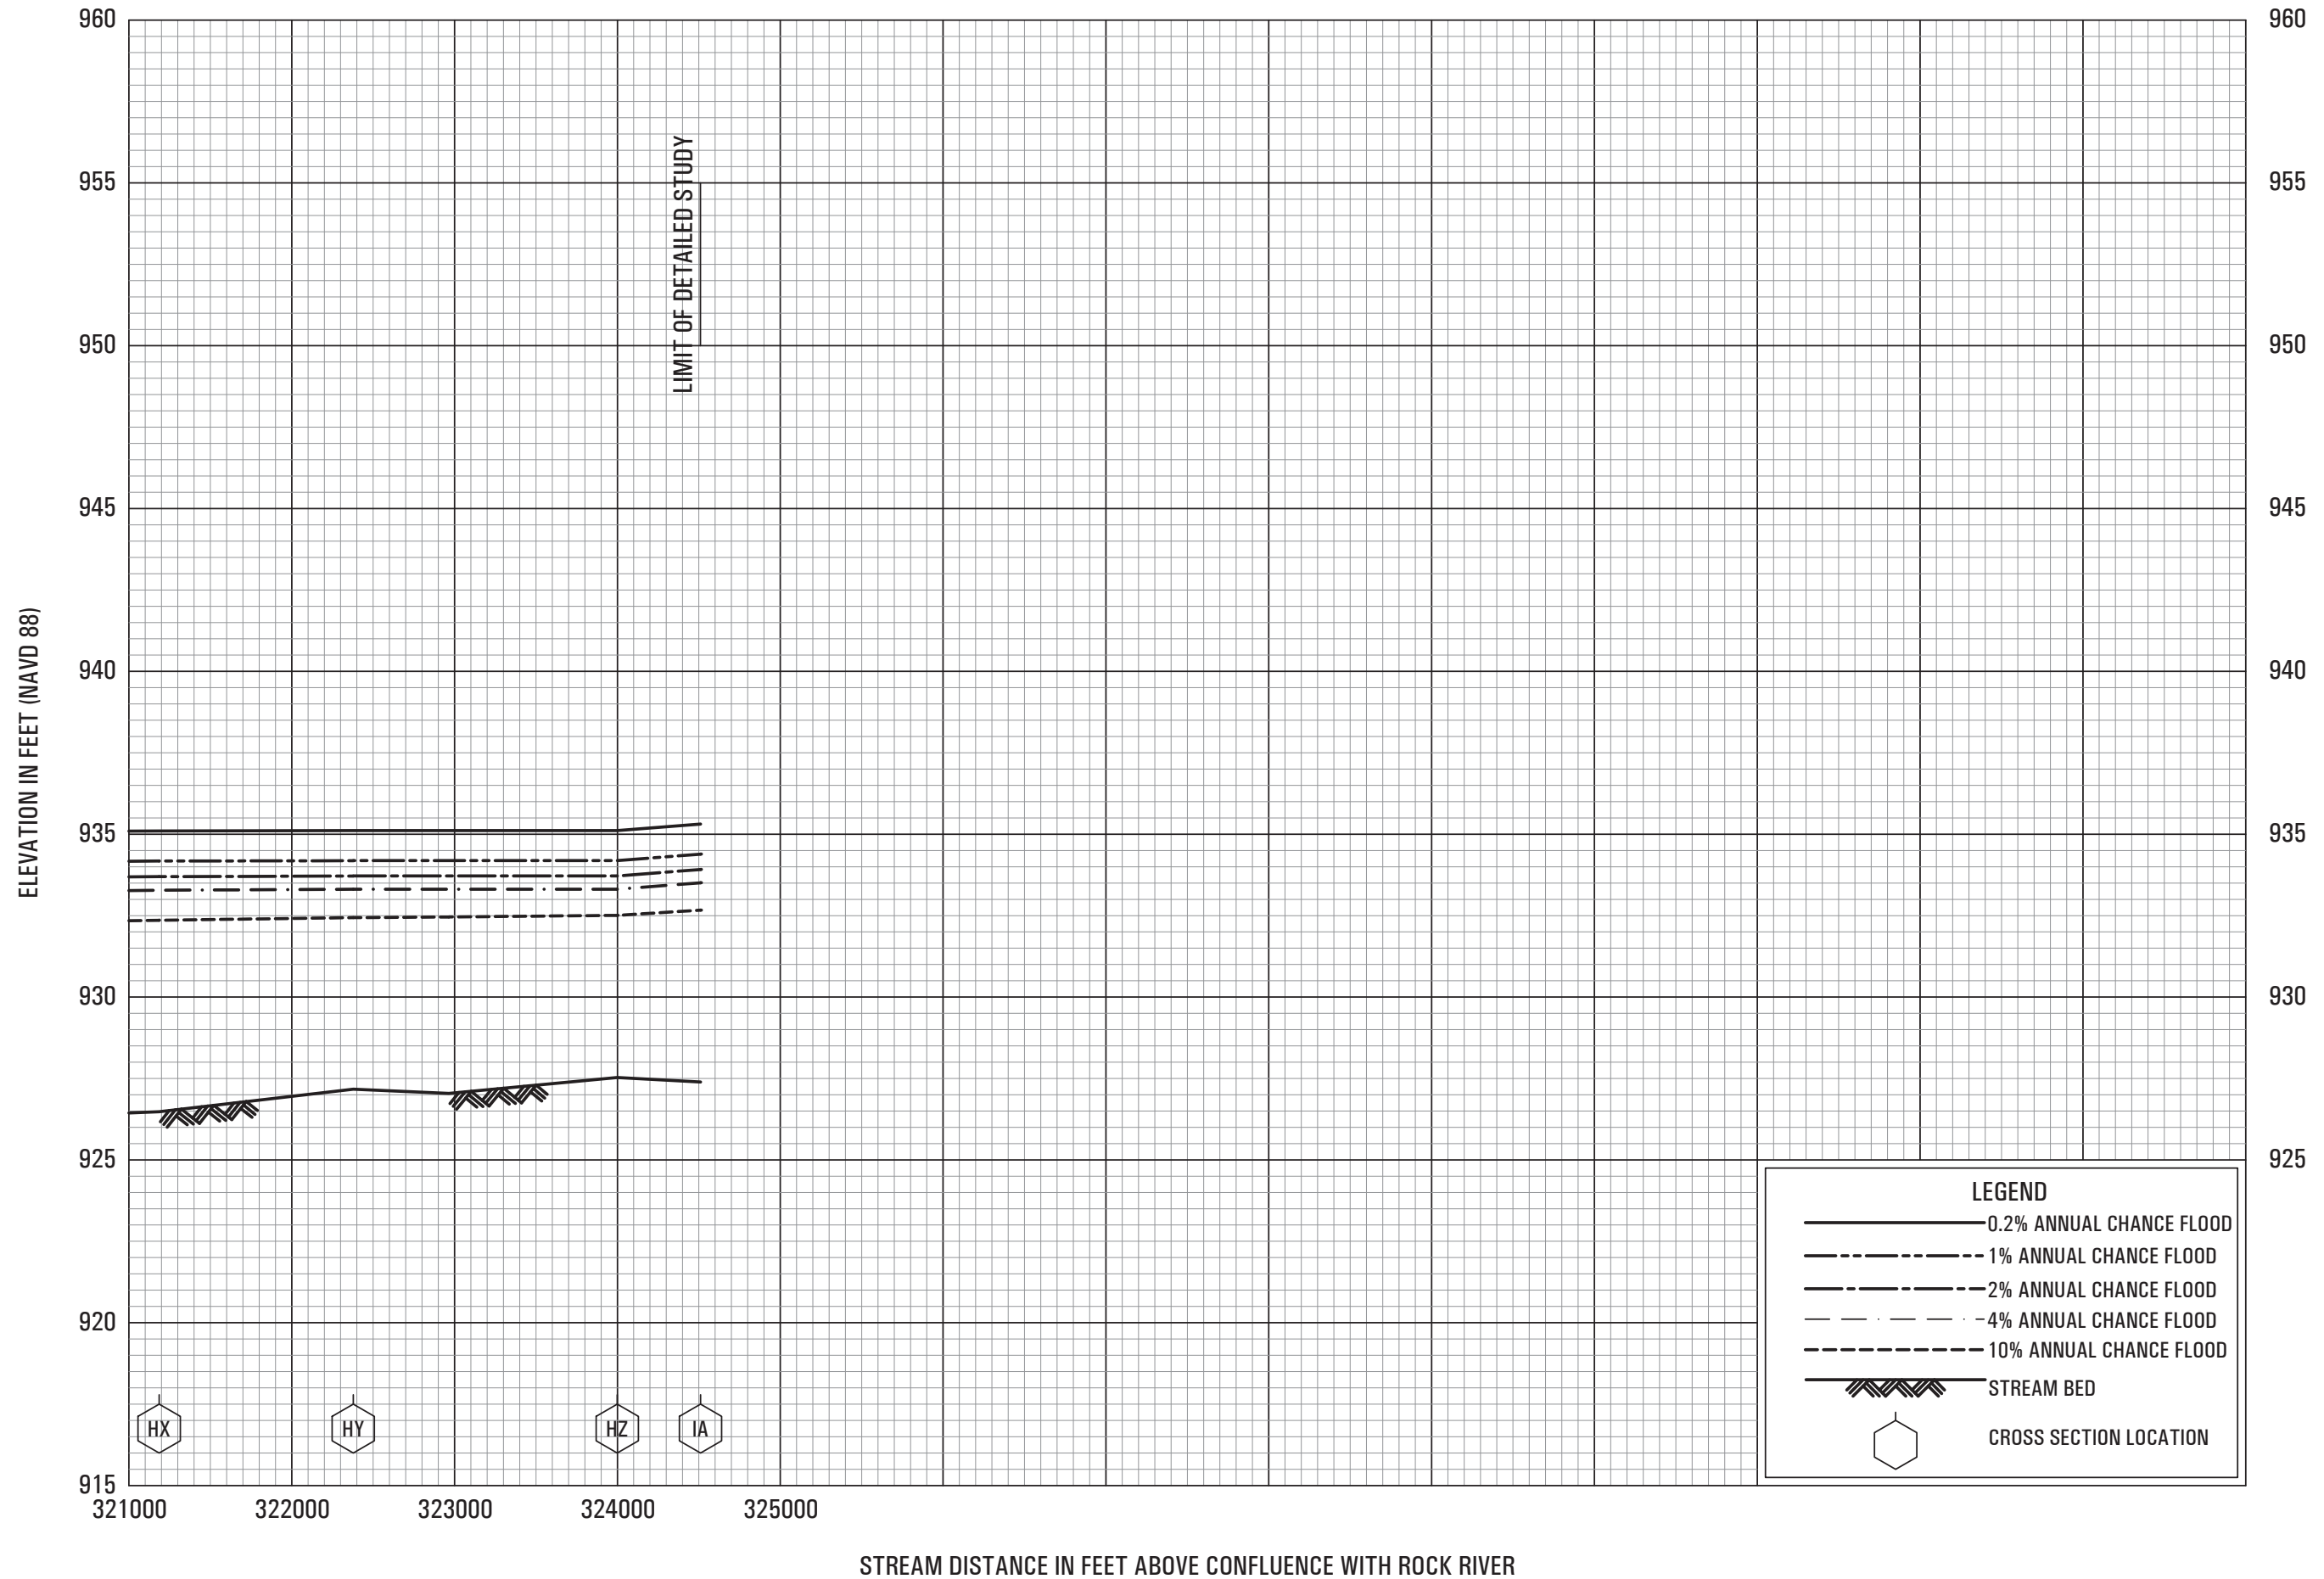 960
960
LIMIT OF DETAILED STUDY
955
955
950
950
945
945
ELEVATION IN FEET (NAVD 88)
940
940
935
935
930
930
925
925
LEGEND
0.2% ANNUAL CHANCE FLOOD
1% ANNUAL CHANCE FLOOD
2% ANNUAL CHANCE FLOOD
4% ANNUAL CHANCE FLOOD
10% ANNUAL CHANCE FLOOD
STREAM BED
CROSS SECTION LOCATION
920
HX
HY
HZ
IA
915
321000
322000
323000
324000
325000
STREAM DISTANCE IN FEET ABOVE CONFLUENCE WITH ROCK RIVER